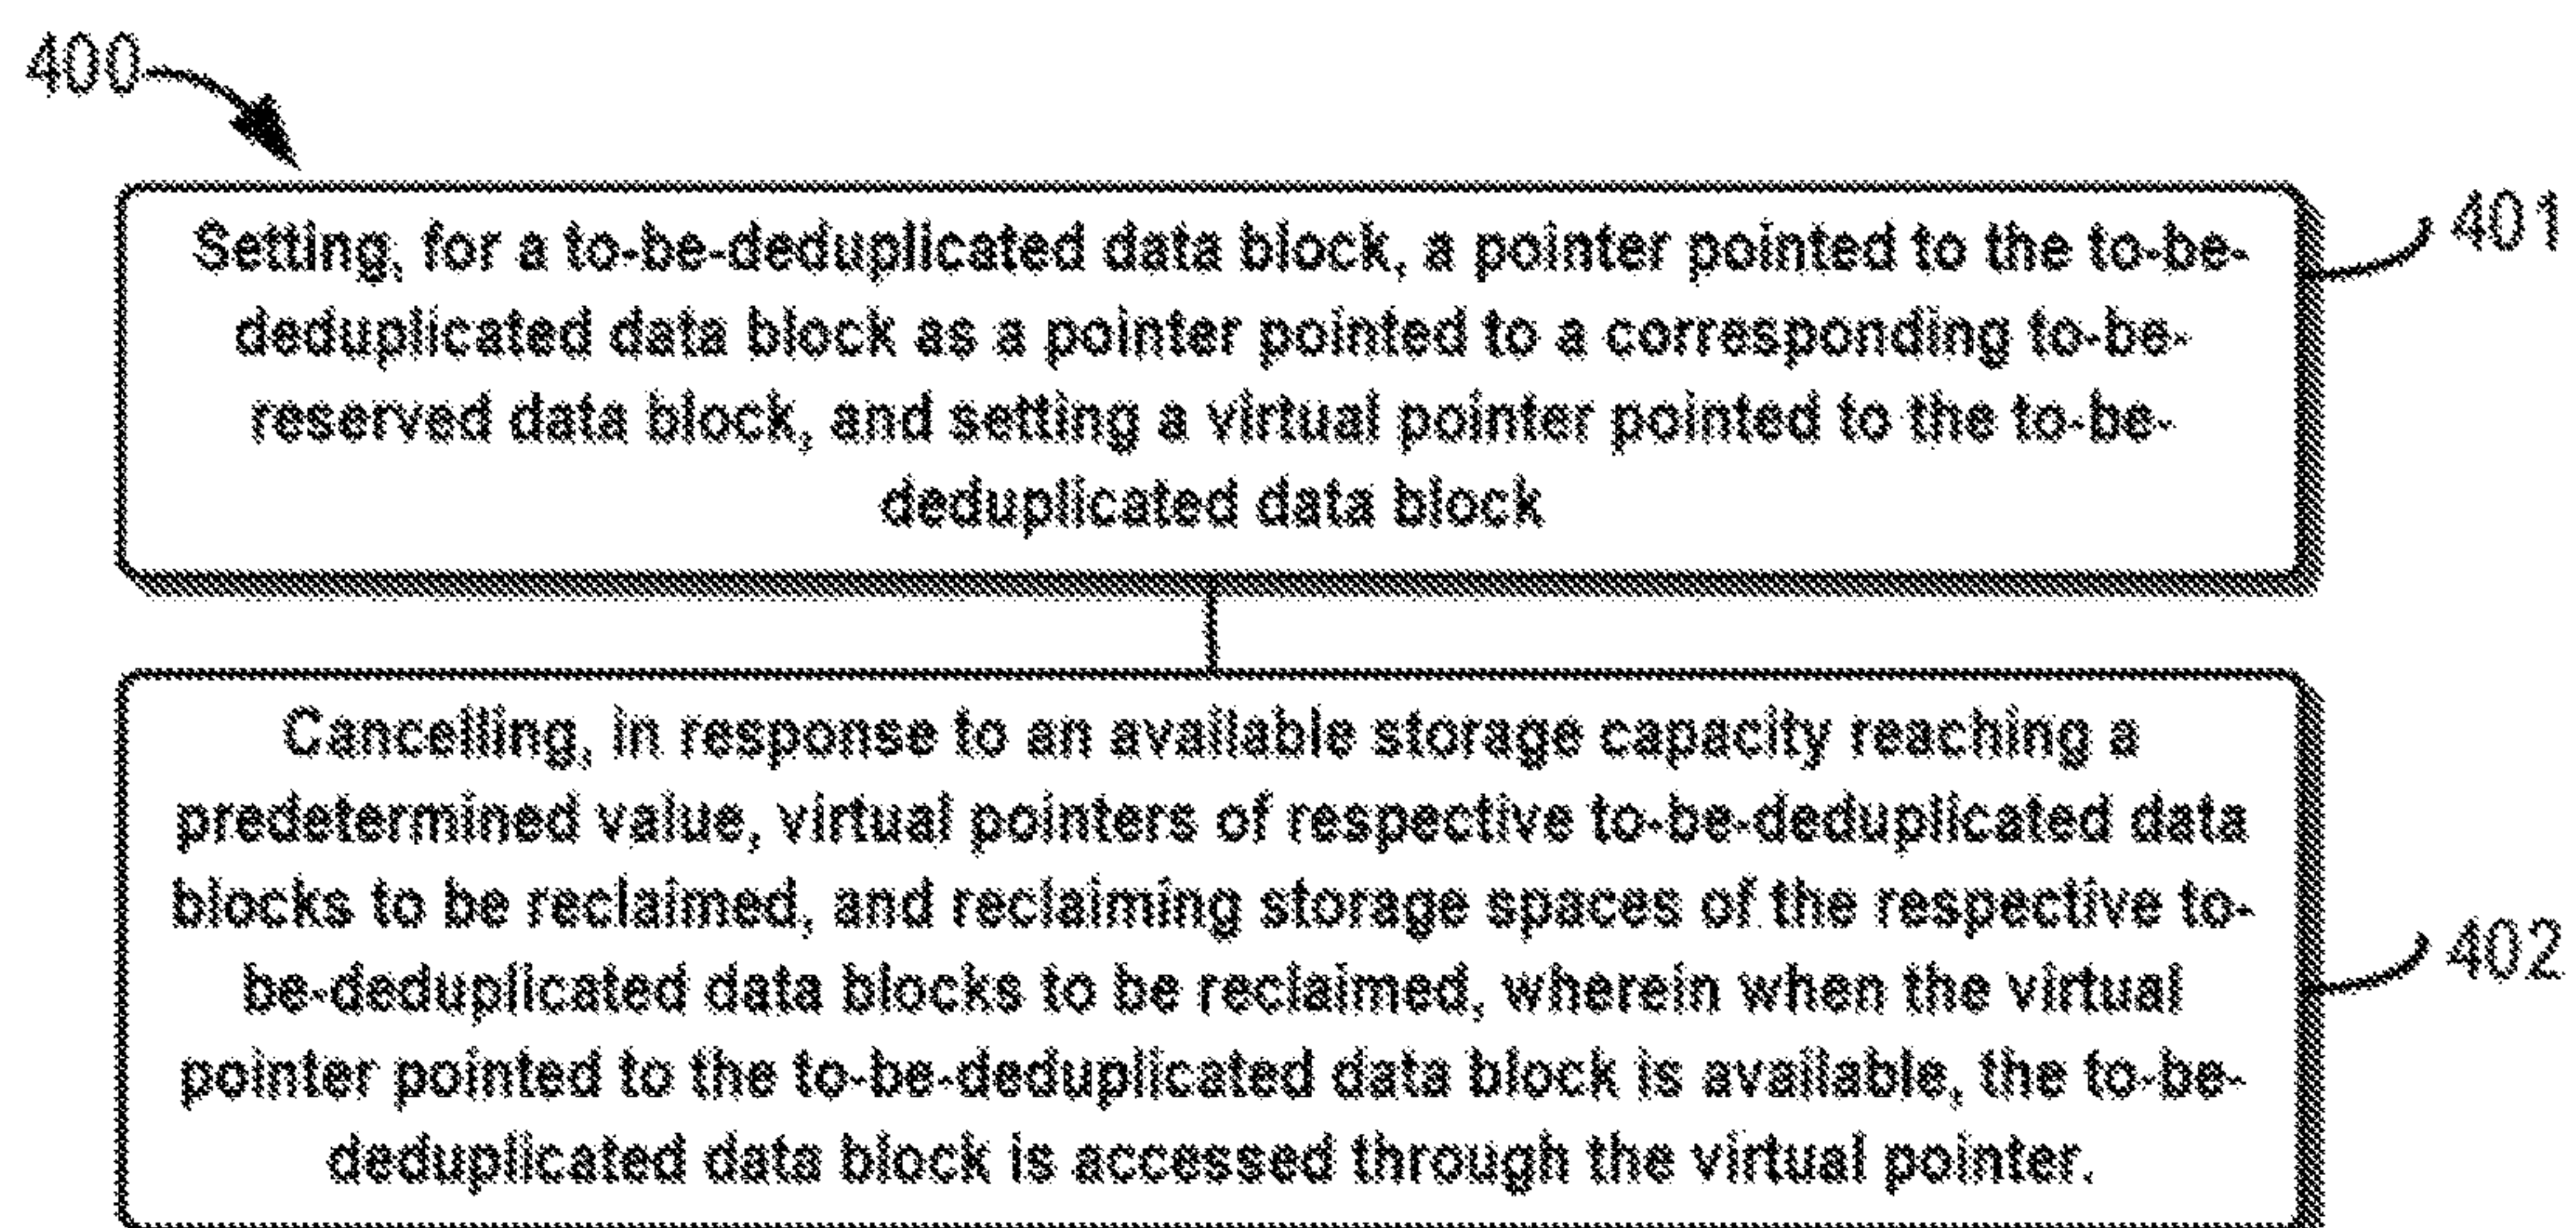 400
Setting, for a to-be-deduplicated data block, a pointer pointed to the to-be-
deduplicated data block as a pointer pointed to a corresponding to-be-
reserved data block, and setting a virtual pointer pointed to the to-be-
deduplicated data block
401
Cancelling, in response to an available storage capacity reaching a
predetermined value, virtual pointers of respective to-be-deduplicated data
blocks to be reclaimed, and reclaiming storage spaces of the respective to-
be-deduplicated data blocks to be reclaimed, wherein when the virtual
pointer pointed to the to-be-deduplicated data block is available, the to-be-
deduplicated data block is accessed through the virtual pointer.
402